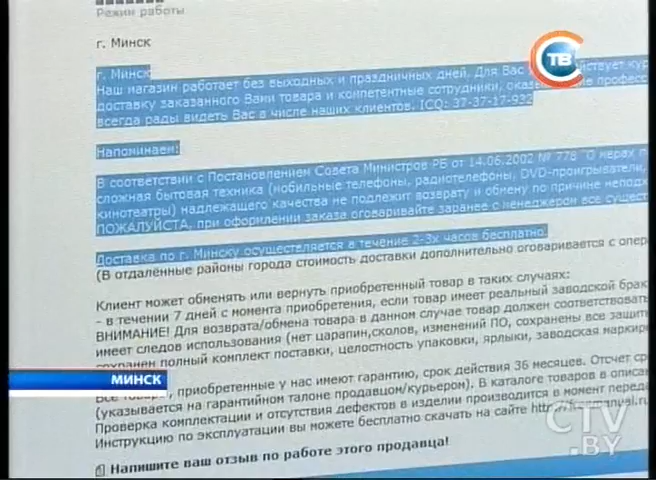 Режим работы
г. Минск
г. Минск
Наш магазин работает без выходных и праздничных дней. Для Вас
доставку заказанного Вами товара и компетентные сотрудники,
всегда рады видеть Вас в числе наших клиентов. ICQ: 37-37-17-932
Напоминаем:
В соответствии с Постановлением Совета Министров РБ от 14.06.2002 № 778 "О мерах
сложная бытовая техника (мобильные телефоны, радиотелефоны, DVD-проигрыватели,
кинотеатры) надлежащего качества не подлежит возврату и обмену по причине
ПОЖАЛУЙСТА, при оформлении заказа оговаривайте заранее с менеджером все
Доставка по г. Минску осуществляется в течение 2-3х часов бесплатно.
(В отдаленные районы города стоимость доставки дополнительно оговаривается с
Клиент может обменять или вернуть приобретенный товар в таких случаях:
- в течении 7 дней с момента приобретения, если товар имеет реальный заводской брак
ВНИМАНИЕ! Для возврата/обмена товара в данном случае товар должен соответствовать
имеет следов использования (нет царапин,сколов, изменений ПО, сохранены все
сохранен полный комплект поставки, целостность упаковки, ярлыки, заводская
приобретенные у нас имеют гарантию, срок действия 36 месяцев. Отсчет
(указывается на гарантийном талоне продавцом/курьером). В каталоге товаров в
Проверка комплектации и отсутствия дефектов в изделии производится в момент
Инструкцию по эксплуатации вы можете бесплатно скачать на сайте
Напишите ваш отзыв по работе этого продавца!
СТВ
МИНСК
CTV
.BY